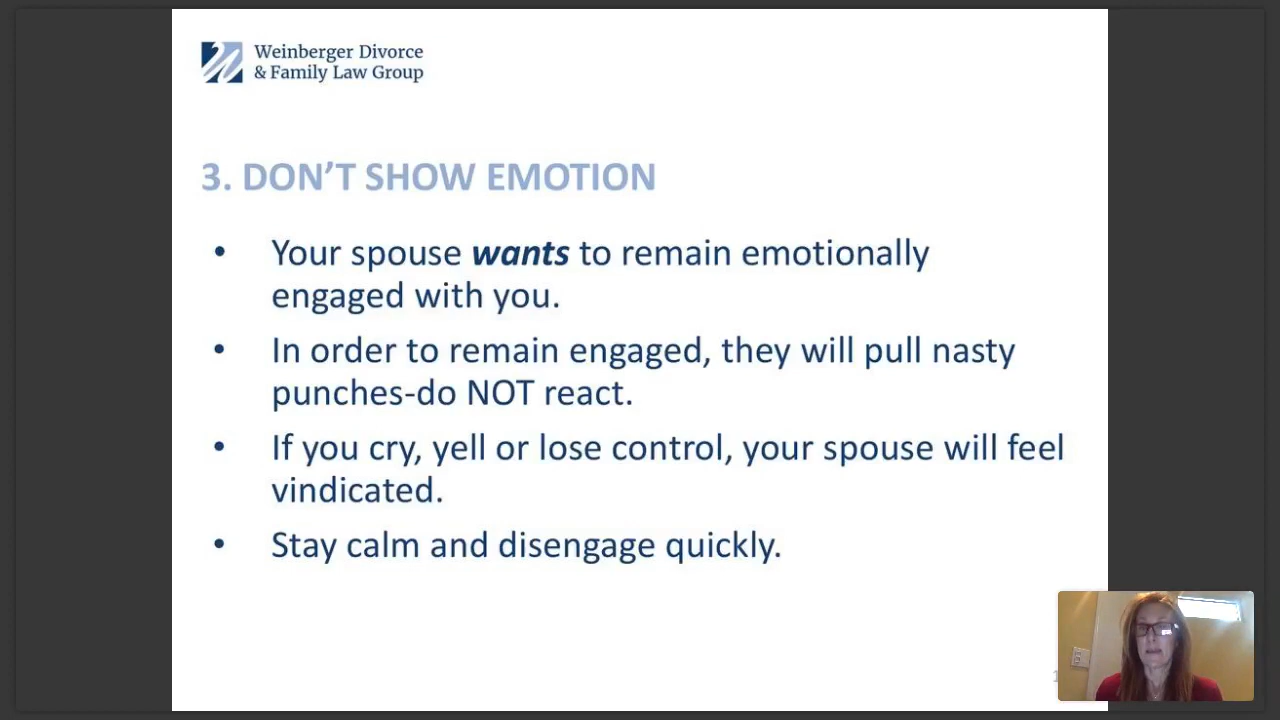 Weinberger Divorce
& Family Law Group
3. DON’T SHOW EMOTION
• Your spouse wants to remain emotionally
engaged with you.
• In order to remain engaged, they will pull nasty
punches-do NOT react.
• If you cry, yell or lose control, your spouse will feel
vindicated.
• Stay calm and disengage quickly.